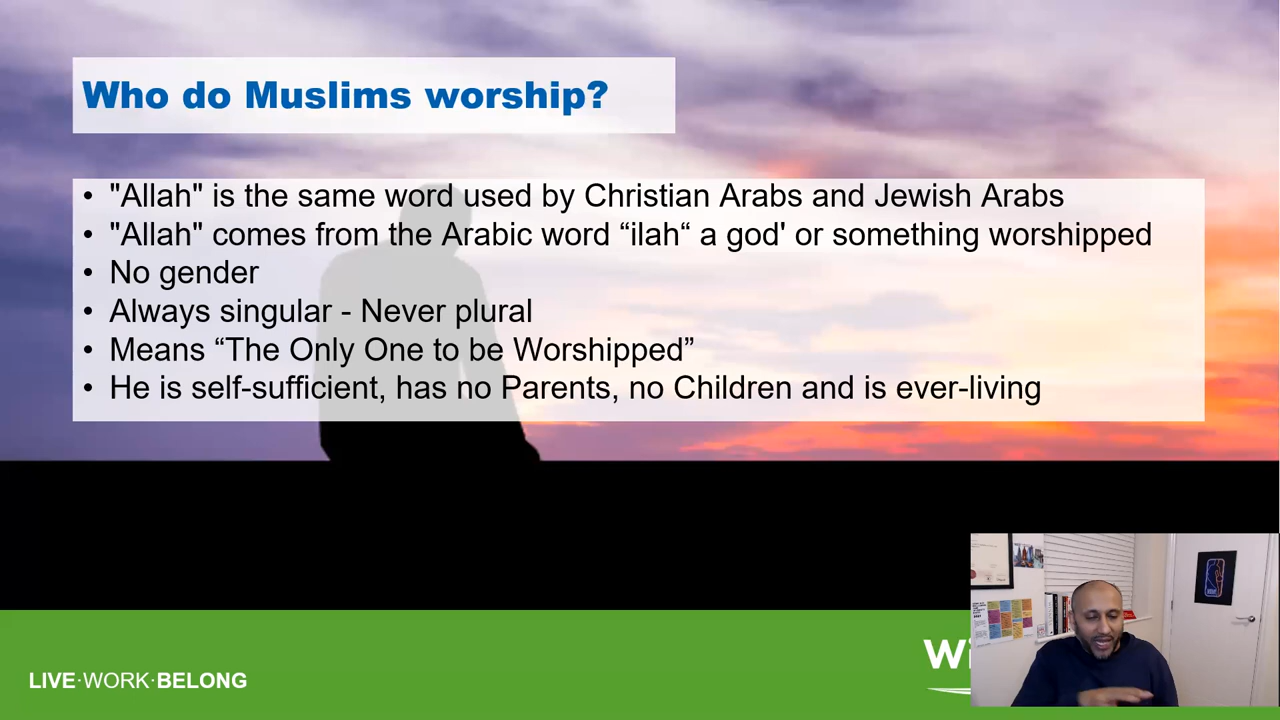 Who do Muslims worship?
• "Allah" is the same word used by Christian Arabs and Jewish Arabs
• "Allah" comes from the Arabic word “ilah“ a god' or something worshipped
• No gender
• Always singular - Never plural
• Means “The Only One to be Worshipped”
• He is self-sufficient, has no Parents, no Children and is ever-living
LIVE·WORK·BELONG